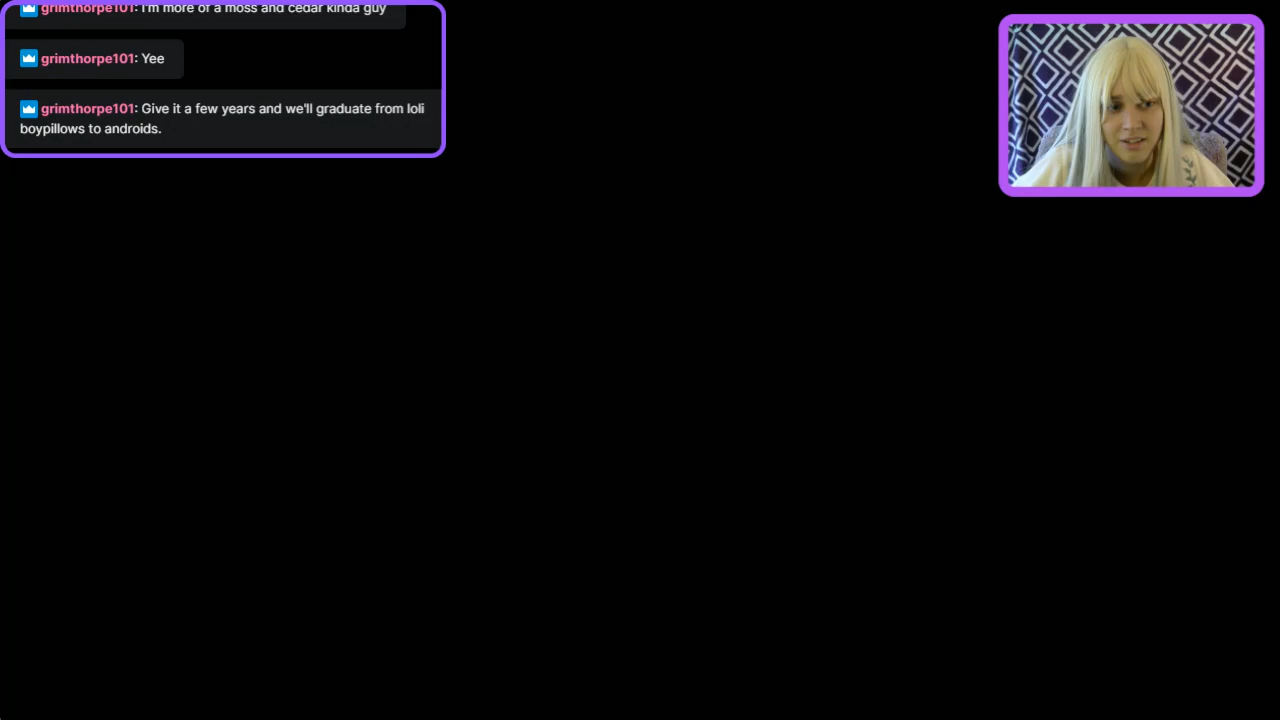 grimthorpe101: I'm more of a moss and cedar kinda guy
grimthorpe101: Yee
grimthorpe101: Give it a few years and we'll graduate from loli
boypillows to androids.